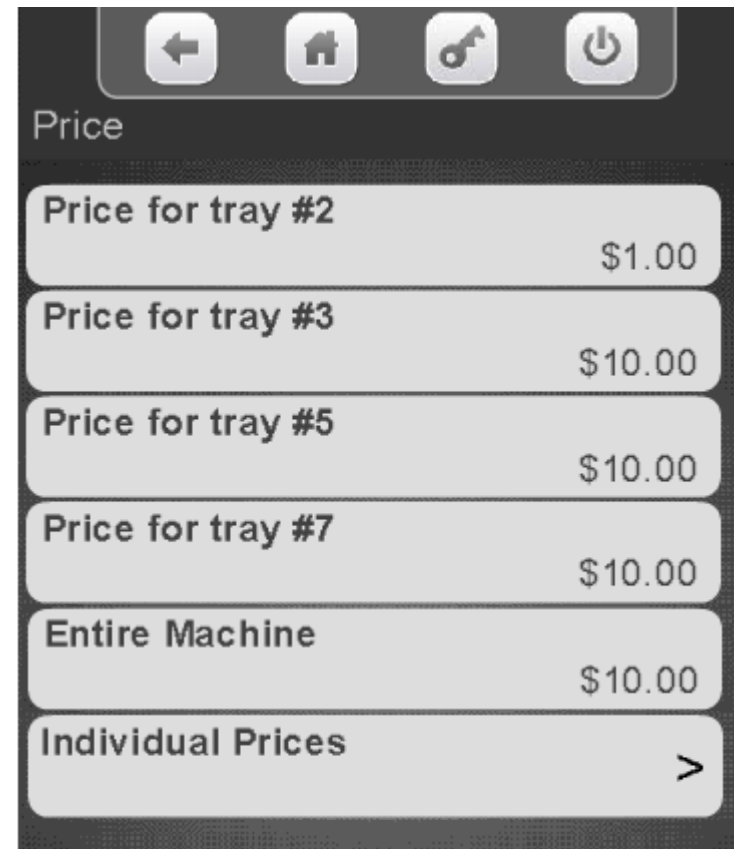 Price
Price for tray #2
$1.00
Price for tray #3
$10.00
Price for tray #5
$10.00
Price for tray #7
$10.00
Entire Machine
$10.00
Individual Prices
>